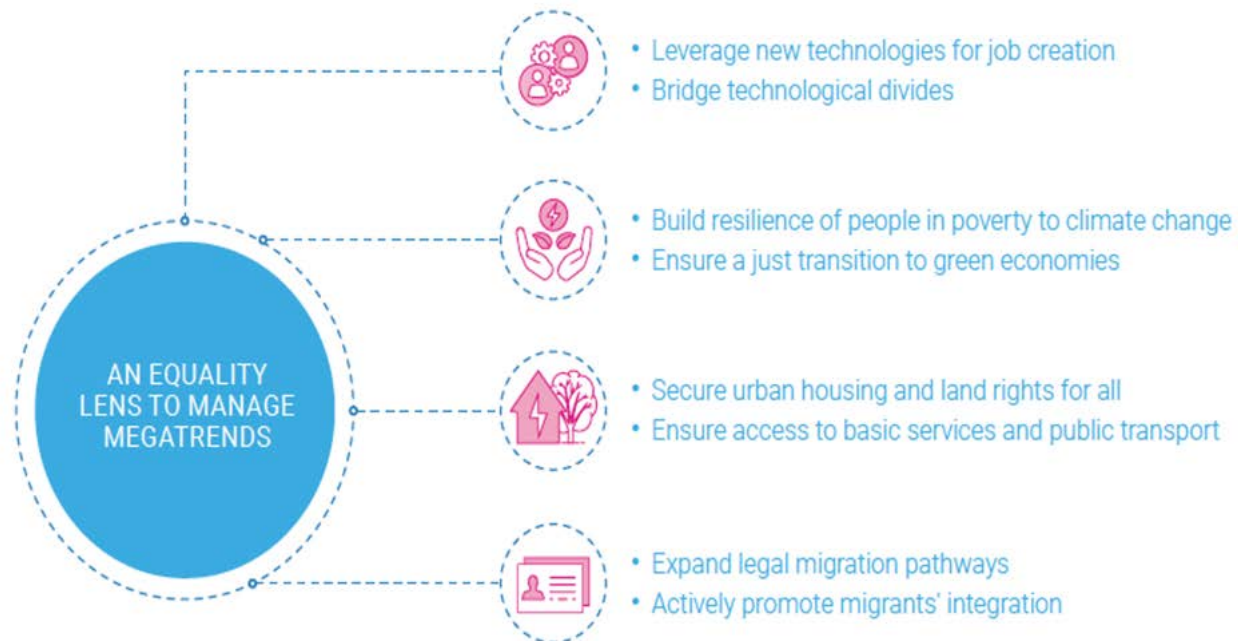 AN EQUALITY
LENS TO MANAGE
MEGATRENDS
• Leverage new technologies for job creation
• Bridge technological divides
• Build resilience of people in poverty to climate change
• Ensure a just transition to green economies
• Secure urban housing and land rights for all
• Ensure access to basic services and public transport
• Expand legal migration pathways
• Actively promote migrants' integration